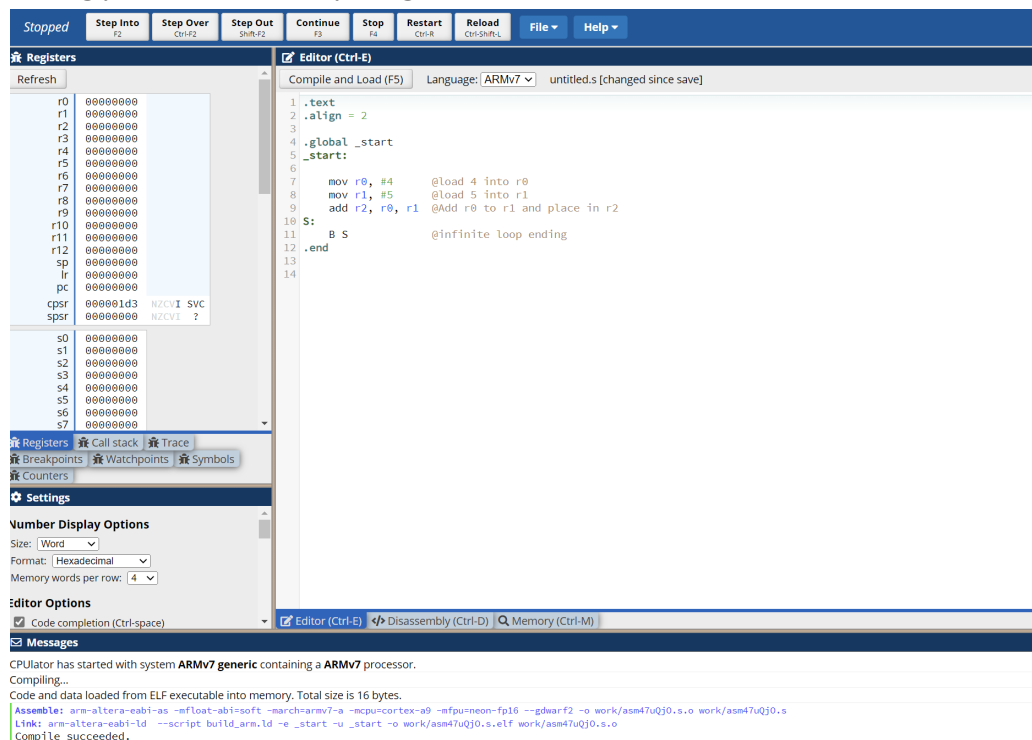 Stopped
Step Into
F2
Step Over
Ctrl-F2
Step Out
Shift-F2
Continue
F3
Stop
F4
Restart
Ctrl-R
Reload
Ctrl-Shift-L
File
Help
Registers
Refresh
r0 00000000
r1 00000000
r2 00000000
r3 00000000
r4 00000000
r5 00000000
r6 00000000
r7 00000000
r8 00000000
r9 00000000
r10 00000000
r11 00000000
r12 00000000
sp 00000000
lr 00000000
pc 00000000
cpsr 000001d3 NZCVI SVC
spsr 00000000 NZCVI ?
s0 00000000
s1 00000000
s2 00000000
s3 00000000
s4 00000000
s5 00000000
s6 00000000
s7 00000000
Registers Call stack Trace
Breakpoints Watchpoints Symbols
Counters
Settings
Number Display Options
Size: Word
Format: Hexadecimal
Memory words per row: 4
Editor Options
Code completion (Ctrl-space)
Editor (Ctrl-E)
Compile and Load (F5) Language: ARMv7 untitled.s [changed since save]
1 .text
2 .align = 2
3
4 .global _start
5 _start:
6
7 mov r0, #4 @load 4 into r0
8 mov r1, #5 @load 5 into r1
9 add r2, r0, r1 @Add r0 to r1 and place in r2
10 S:
11 B S @infinite loop ending
12 .end
13
14
Editor (Ctrl-E) Disassembly (Ctrl-D) Memory (Ctrl-M)
Messages
CPUlator has started with system ARMv7 generic containing a ARMv7 processor.
Compiling...
Code and data loaded from ELF executable into memory. Total size is 16 bytes.
Assemble: arm-altera-eabi-as -mfloat-abi=soft -march=armv7-a -mcpu=cortex-a9 -mfpu=neon-fp16 --gdwarf2 -o work/asm47uQjO.s.o work/asm47uQjO.s
Link: arm-altera-eabi-ld --script build_arm.ld -e _start -u _start -o work/asm47uQjO.s.elf work/asm47uQjO.s.o
Compile succeeded.